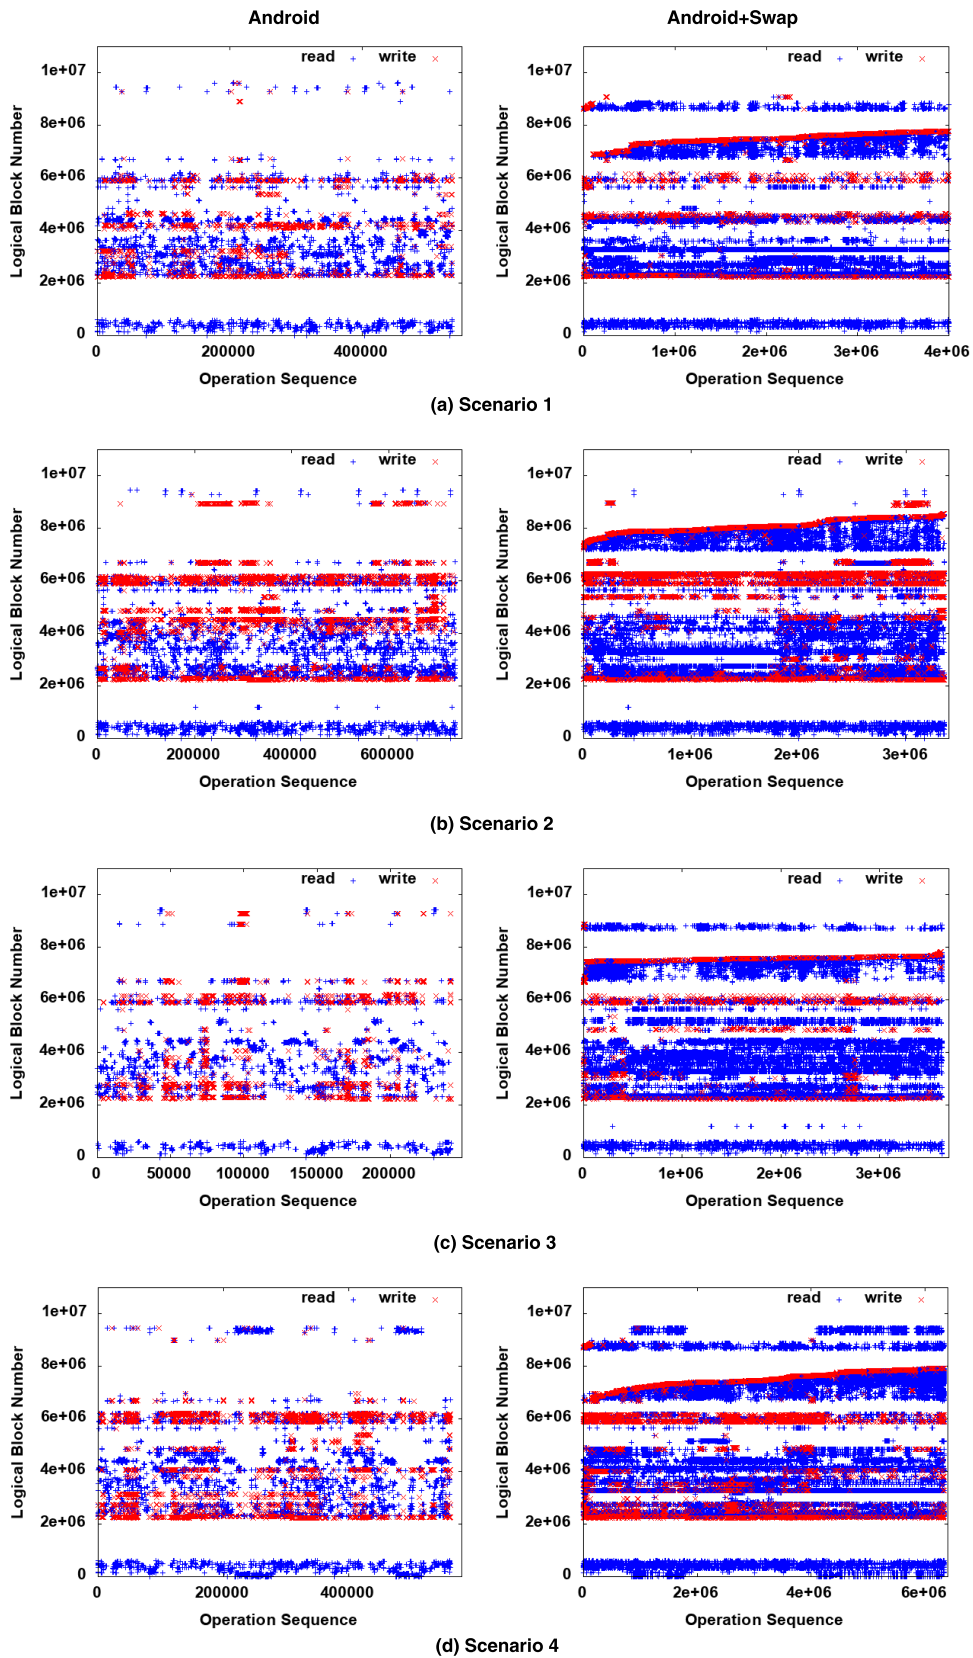 Android Android+Swap
read + write ×
read + write ×
1e+07
8e+06
6e+06
4e+06
2e+06
0
Logical Block Number
0 200000 400000
Operation Sequence
1e+07
8e+06
6e+06
4e+06
2e+06
0
Logical Block Number
0 1e+06 2e+06 3e+06 4e+06
Operation Sequence
(a) Scenario 1
read + write ×
read + write ×
1e+07
8e+06
6e+06
4e+06
2e+06
0
Logical Block Number
0 200000 400000 600000
Operation Sequence
1e+07
8e+06
6e+06
4e+06
2e+06
0
Logical Block Number
0 1e+06 2e+06 3e+06
Operation Sequence
(b) Scenario 2
read + write ×
read + write ×
1e+07
8e+06
6e+06
4e+06
2e+06
0
Logical Block Number
0 500000 1000000 1500000 2000000
Operation Sequence
1e+07
8e+06
6e+06
4e+06
2e+06
0
Logical Block Number
0 1e+06 2e+06 3e+06
Operation Sequence
(c) Scenario 3
read + write ×
read + write ×
1e+07
8e+06
6e+06
4e+06
2e+06
0
Logical Block Number
0 200000 400000
Operation Sequence
1e+07
8e+06
6e+06
4e+06
2e+06
0
Logical Block Number
0 2e+06 4e+06 6e+06
Operation Sequence
(d) Scenario 4